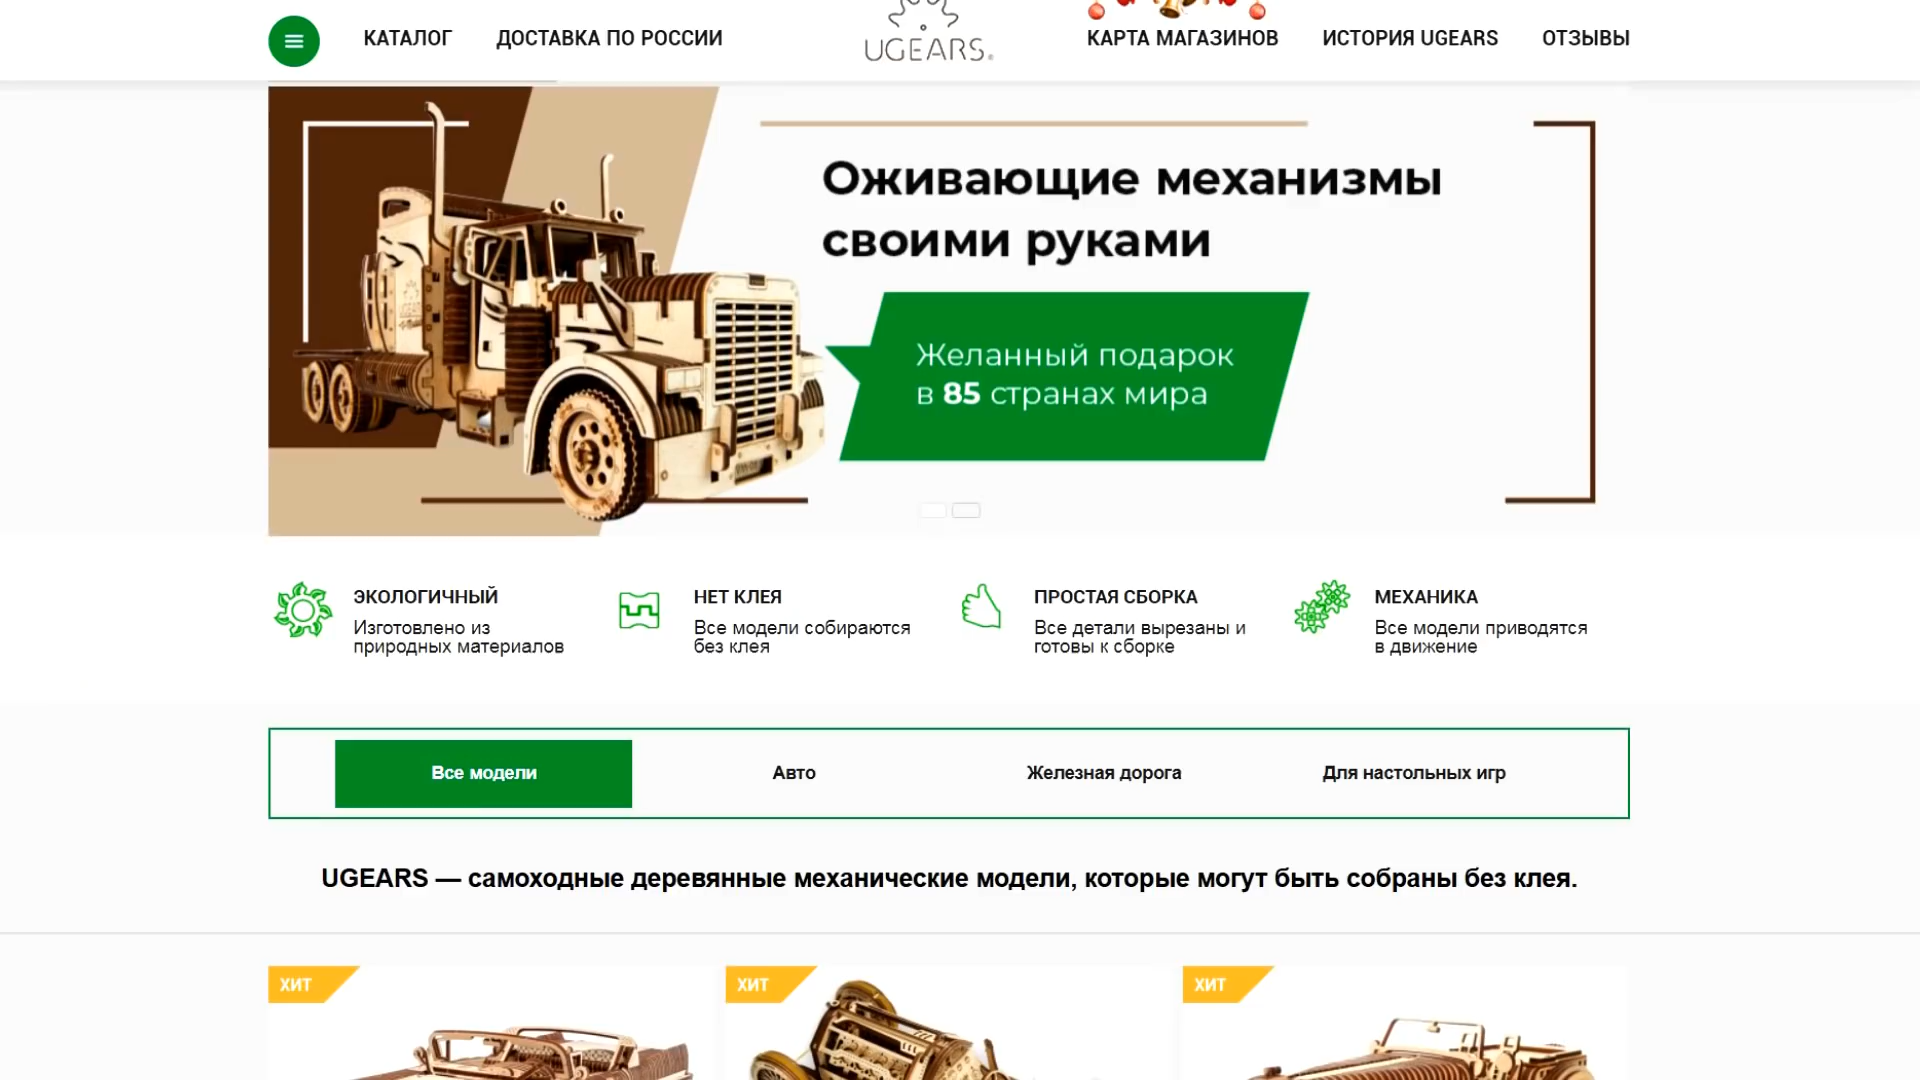 КАТАЛОГ
ДОСТАВКА ПО РОССИИ
UGEARS
КАРТА МАГАЗИНОВ
ИСТОРИЯ UGEARS
ОТЗЫВЫ
Оживающие механизмы
своими руками
Желанный подарок
в 85 странах мира
ЭКОЛОГИЧНЫЙ
Изготовлено из
природных материалов
НЕТ КЛЕЯ
Все модели собираются
без клея
ПРОСТАЯ СБОРКА
Все детали вырезаны и
готовы к сборке
МЕХАНИКА
Все модели приводятся
в движение
Все модели
Авто
Железная дорога
Для настольных игр
UGEARS — самоходные деревянные механические модели, которые могут быть собраны без клея.
ХИТ
ХИТ
ХИТ